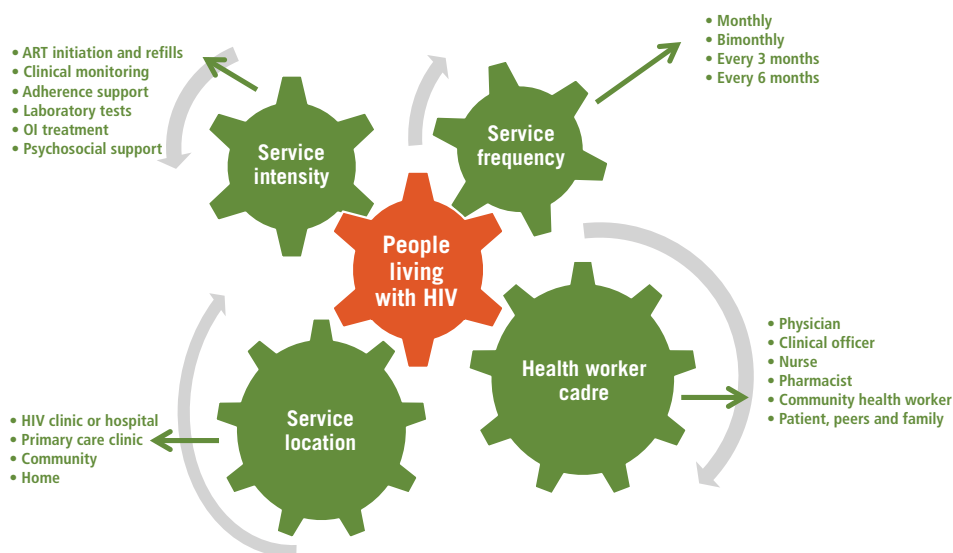 • ART initiation and refills
• Clinical monitoring
• Adherence support
• Laboratory tests
• OI treatment
• Psychosocial support
Service
intensity
Service
frequency
• Monthly
• Bimonthly
• Every 3 months
• Every 6 months
People
living
with HIV
Health worker
cadre
• Physician
• Clinical officer
• Nurse
• Pharmacist
• Community health worker
• Patient, peers and family
Service
location
• HIV clinic or hospital
• Primary care clinic
• Community
• Home